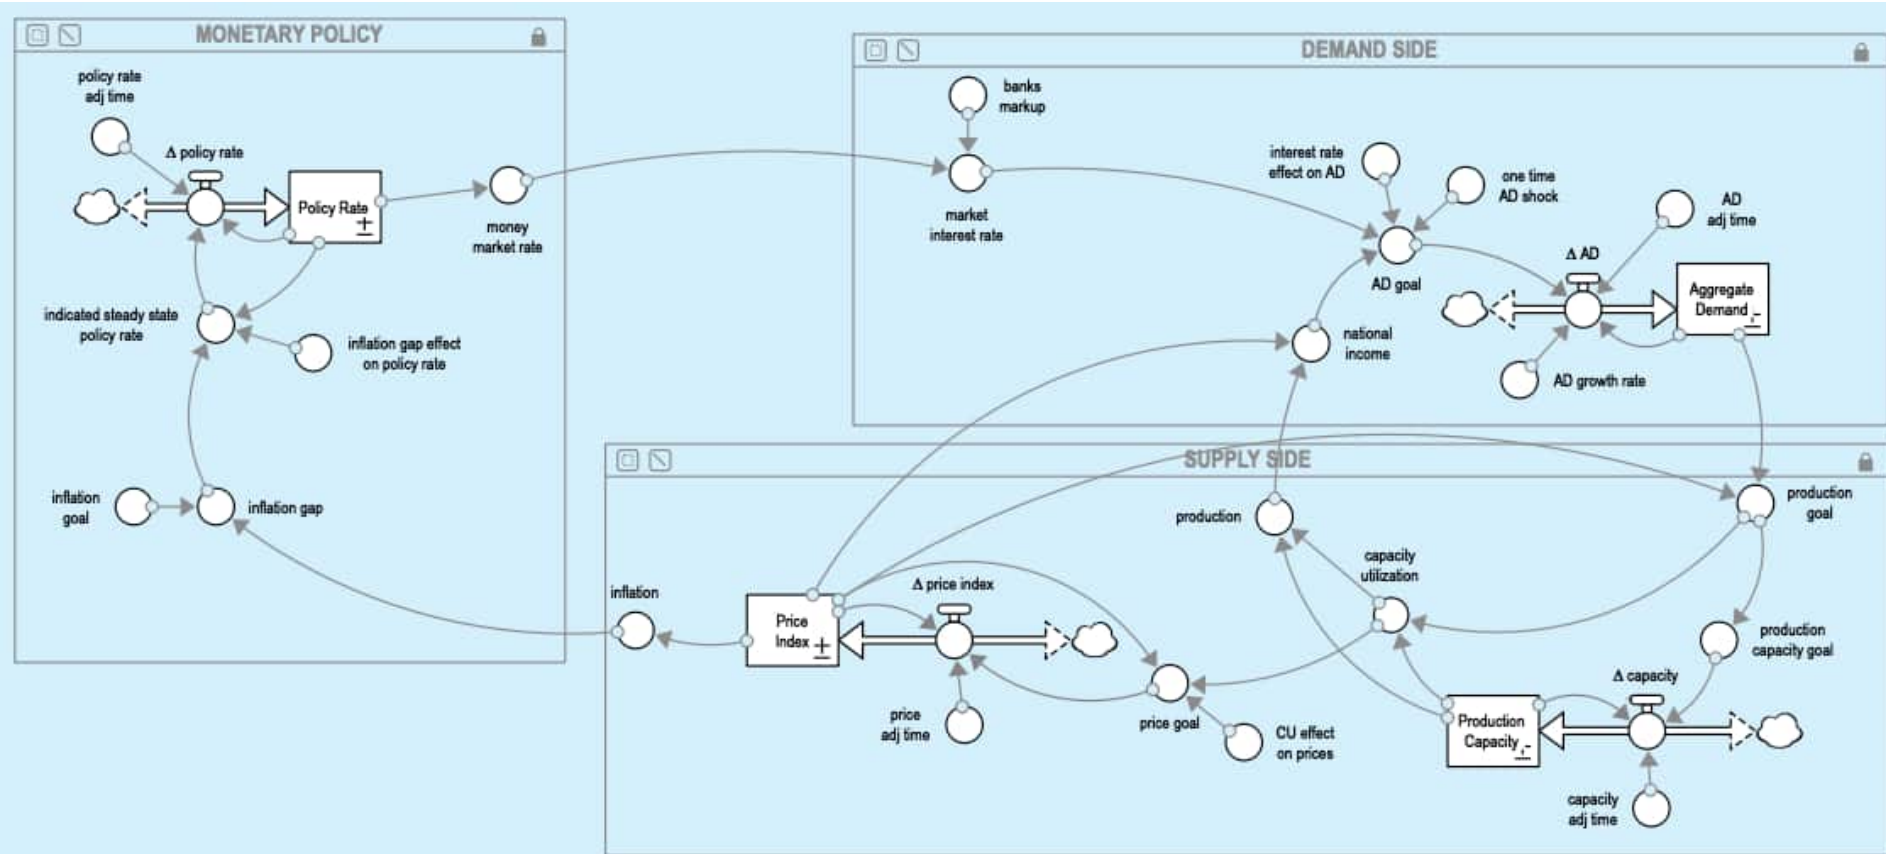 MONETARY POLICY
policy rate
adj time
Δ policy rate
Policy Rate
money
market rate
indicated steady state
policy rate
inflation gap effect
on policy rate
inflation
goal
inflation gap
DEMAND SIDE
banks
markup
market
interest rate
interest rate
effect on AD
one time
AD shock
AD
adj time
Δ AD
AD goal
Aggregate
Demand
national
income
AD growth rate
SUPPLY SIDE
production
production
goal
capacity
utilization
inflation
Price
Index
Δ price index
price
adj time
price goal
CU effect
on prices
production
capacity goal
Δ capacity
Production
Capacity
capacity
adj time